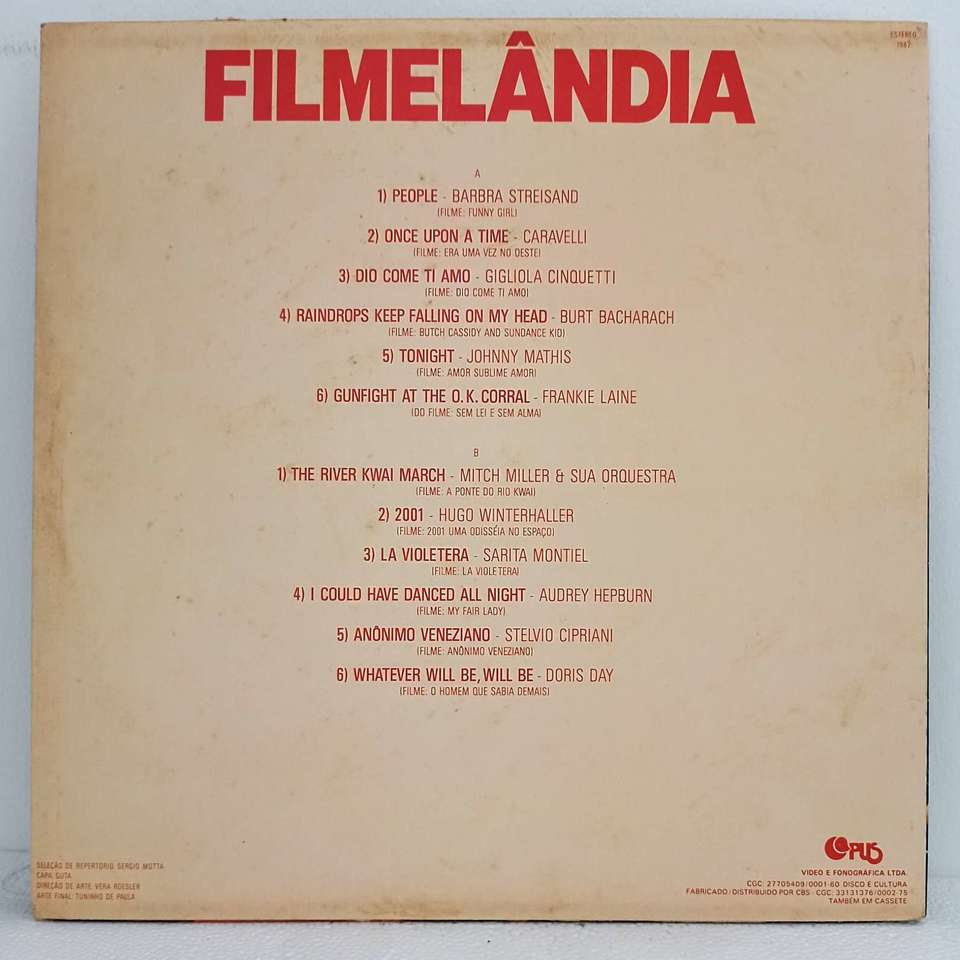 ESTEREO
1987
FILMELÂNDIA
A
1) PEOPLE - BARBRA STREISAND
(FILME: FUNNY GIRL)
2) ONCE UPON A TIME - CARAVELLI
(FILME: ERA UMA VEZ NO OESTE)
3) DIO COME TI AMO - GIGLIOLA CINQUETTI
(FILME: DIO COME TI AMO)
4) RAINDROPS KEEP FALLING ON MY HEAD - BURT BACHARACH
(FILME: BUTCH CASSIDY AND SUNDANCE KID)
5) TONIGHT - JOHNNY MATHIS
(FILME: AMOR SUBLIME AMOR)
6) GUNFIGHT AT THE O.K. CORRAL - FRANKIE LAINE
(DO FILME: SEM LEI E SEM ALMA)
B
1) THE RIVER KWAI MARCH - MITCH MILLER & SUA ORQUESTRA
(FILME: A PONTE DO RIO KWAI)
2) 2001 - HUGO WINTERHALLER
(FILME: 2001 UMA ODISSÉIA NO ESPAÇO)
3) LA VIOLETERA - SARITA MONTIEL
(FILME: LA VIOLETERA)
4) I COULD HAVE DANCED ALL NIGHT - AUDREY HEPBURN
(FILME: MY FAIR LADY)
5) ANÔNIMO VENEZIANO - STELVIO CIPRIANI
(FILME: ANÔNIMO VENEZIANO)
6) WHATEVER WILL BE, WILL BE - DORIS DAY
(FILME: O HOMEM QUE SABIA DEMAIS)
SELEÇÃO DE REPERTÓRIO: SERGIO MOTTA
CAPA: GUTA
DIREÇÃO DE ARTE: VERA ROESLER
ARTE FINAL: TUNINHO DE PAULA
OPUS
VIDEO E FONOGRÁFICA LTDA.
CGC: 27705409/0001-60 DISCO É CULTURA
FABRICADO/DISTRIBUIDO POR CBS - CGC: 33131376/0002-75
TAMBÉM EM CASSETE